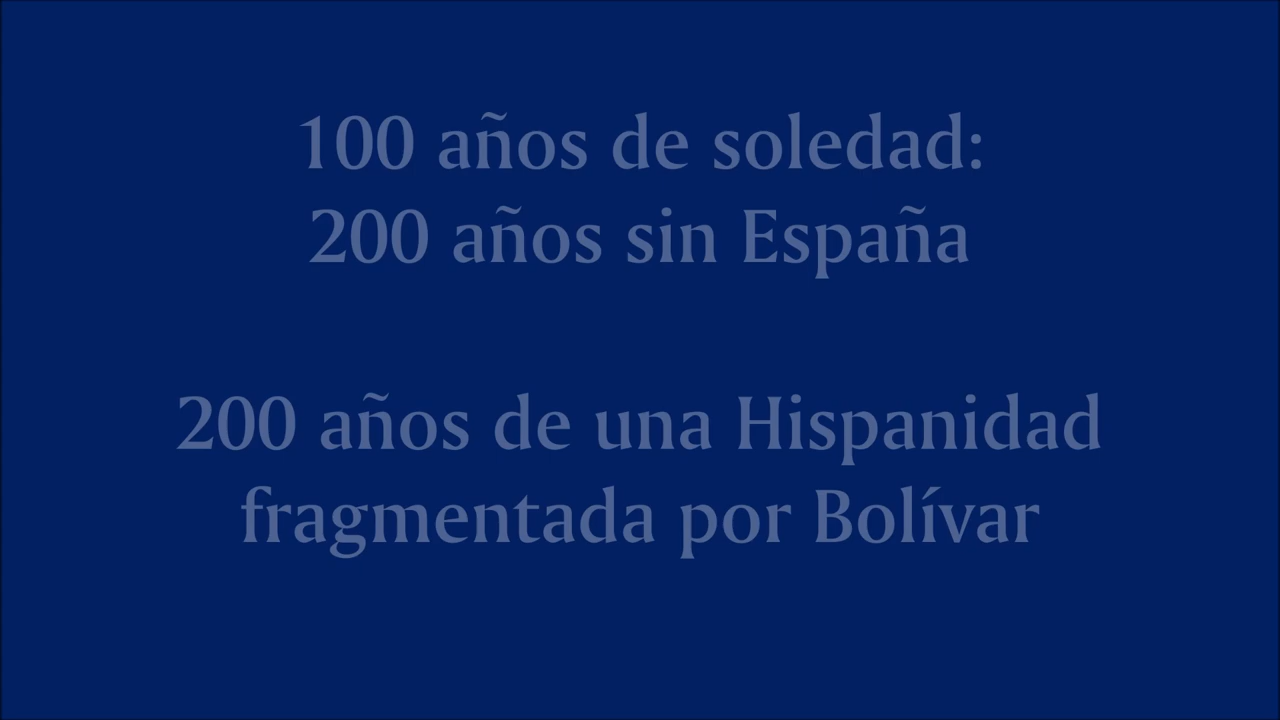 100 años de soledad:
200 años sin España
200 años de una Hispanidad
fragmentada por Bolívar